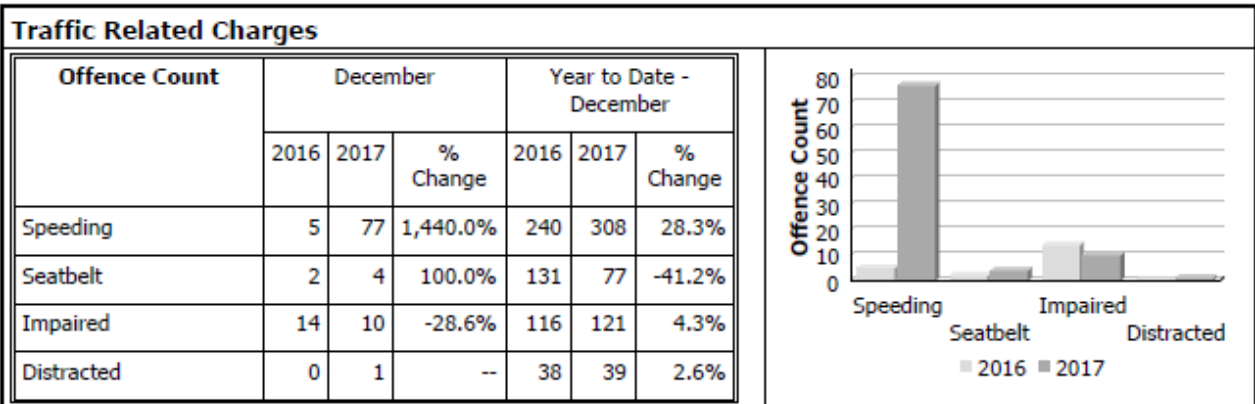 Traffic Related Charges
Offence Count December Year to Date -
December
2016 2017 % Change 2016 2017 % Change
Speeding 5 77 1,440.0% 240 308 28.3%
Seatbelt 2 4 100.0% 131 77 -41.2%
Impaired 14 10 -28.6% 116 121 4.3%
Distracted 0 1 -- 38 39 2.6%
Offence Count
80
70
60
50
40
30
20
10
0
Speeding Impaired
Seatbelt Distracted
2016 2017